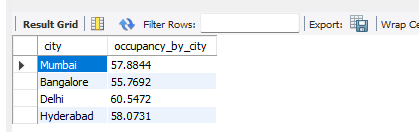 Result Grid Filter Rows: Export: Wrap Ce
city occupancy_by_city
Mumbai 57.8844
Bangalore 55.7692
Delhi 60.5472
Hyderabad 58.0731